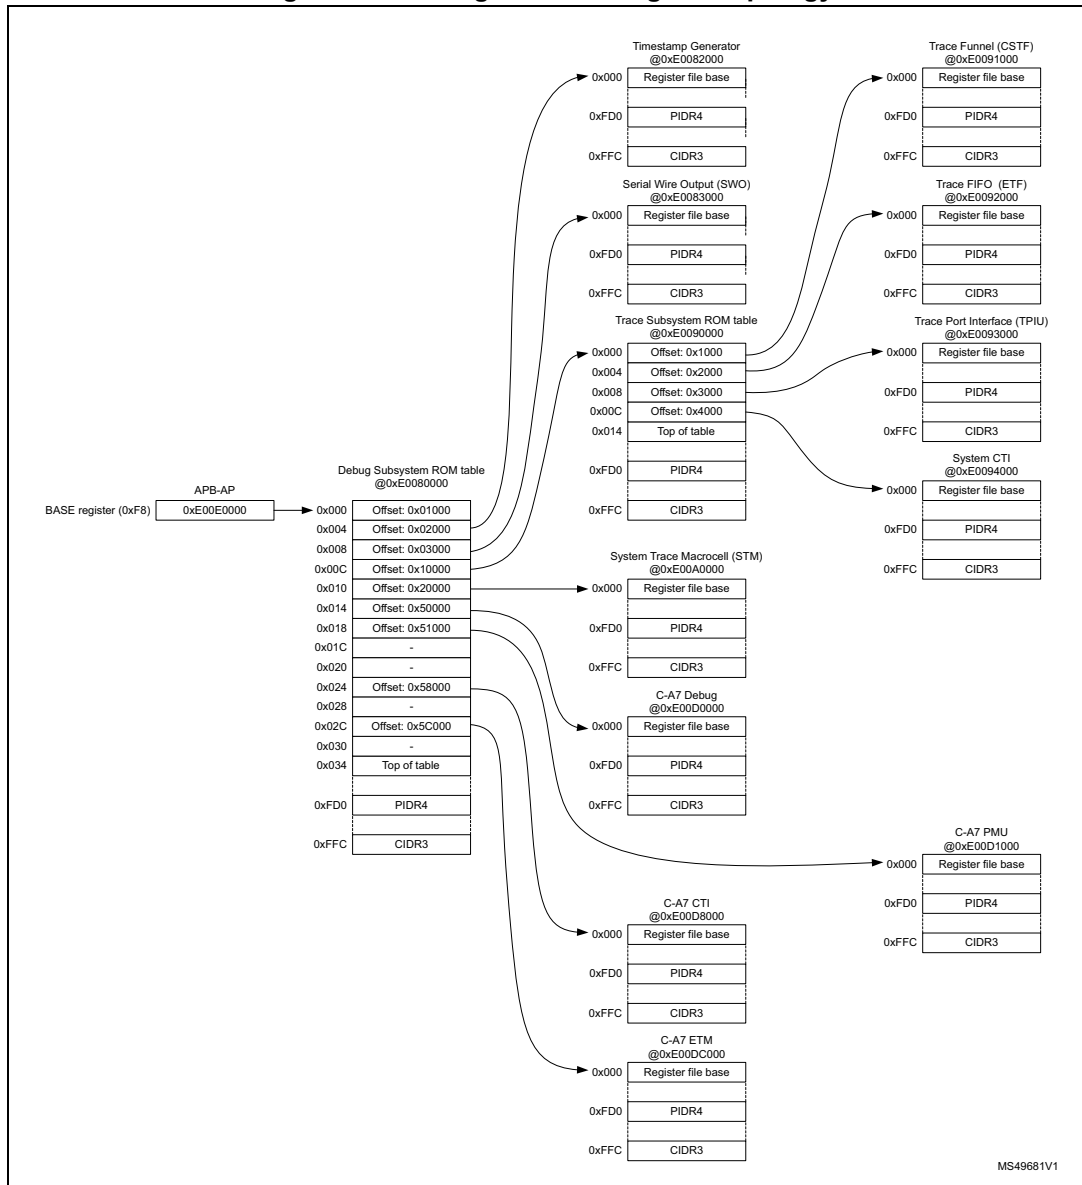 Timestamp Generator
@0xE0082000
0x000 Register file base
0xFD0 PIDR4
0xFFC CIDR3
Trace Funnel (CSTF)
@0xE0091000
0x000 Register file base
0xFD0 PIDR4
0xFFC CIDR3
Serial Wire Output (SWO)
@0xE0083000
0x000 Register file base
0xFD0 PIDR4
0xFFC CIDR3
Trace FIFO (ETF)
@0xE0092000
0x000 Register file base
0xFD0 PIDR4
0xFFC CIDR3
Trace Subsystem ROM table
@0xE0090000
0x000 Offset: 0x1000
0x004 Offset: 0x2000
0x008 Offset: 0x3000
0x00C Offset: 0x4000
0x014 Top of table
0xFD0 PIDR4
0xFFC CIDR3
Trace Port Interface (TPIU)
@0xE0093000
0x000 Register file base
0xFD0 PIDR4
0xFFC CIDR3
System CTI
@0xE0094000
0x000 Register file base
0xFD0 PIDR4
0xFFC CIDR3
APB-AP
BASE register (0xF8) 0xE00E0000
Debug Subsystem ROM table
@0xE0080000
0x000 Offset: 0x01000
0x004 Offset: 0x02000
0x008 Offset: 0x03000
0x00C Offset: 0x10000
0x010 Offset: 0x20000
0x014 Offset: 0x50000
0x018 Offset: 0x51000
0x01C -
0x020 -
0x024 Offset: 0x58000
0x028 -
0x02C Offset: 0x5C000
0x030 -
0x034 Top of table
0xFD0 PIDR4
0xFFC CIDR3
System Trace Macrocell (STM)
@0xE00A0000
0x000 Register file base
0xFD0 PIDR4
0xFFC CIDR3
C-A7 Debug
@0xE00D0000
0x000 Register file base
0xFD0 PIDR4
0xFFC CIDR3
C-A7 PMU
@0xE00D1000
0x000 Register file base
0xFD0 PIDR4
0xFFC CIDR3
C-A7 CTI
@0xE00D8000
0x000 Register file base
0xFD0 PIDR4
0xFFC CIDR3
C-A7 ETM
@0xE00DC000
0x000 Register file base
0xFD0 PIDR4
0xFFC CIDR3
MS49681V1